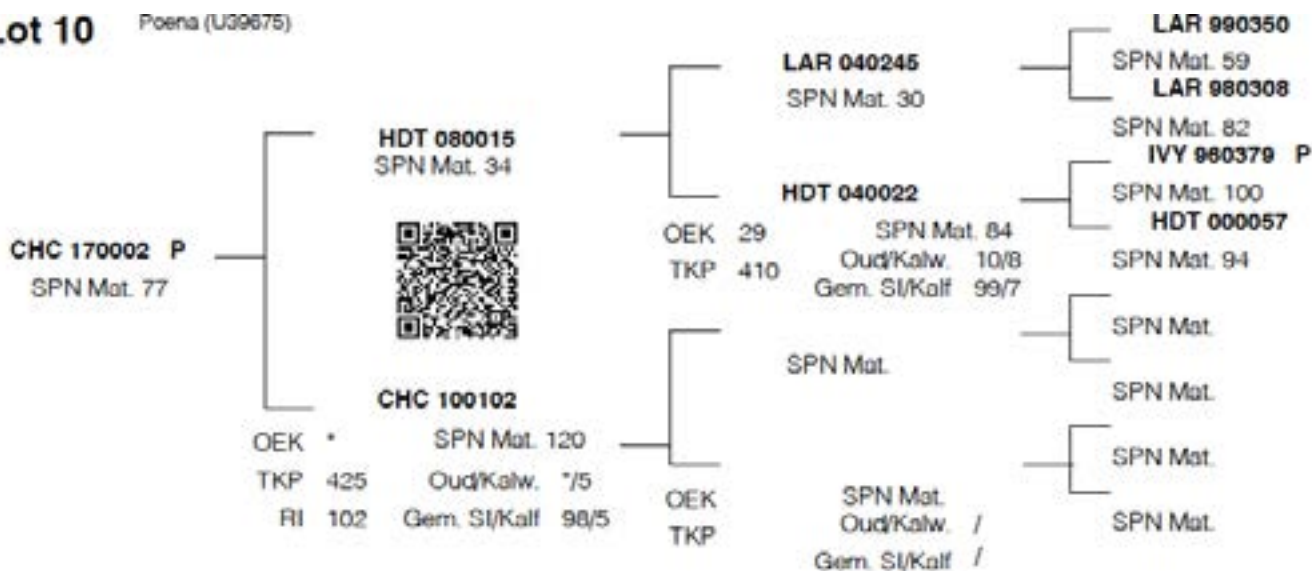 Lot 10 Poena (U39675)
LAR 990350
LAR 040245 SPN Mat. 59
SPN Mat. 30 LAR 980308
HDT 080015 SPN Mat. 82
SPN Mat. 34 IVY 960379 P
HDT 040022 SPN Mat. 100
OEK 29 SPN Mat. 84 HDT 000057
CHC 170002 P TKP 410 Oud/Kalw. 10/8 SPN Mat. 94
SPN Mat. 77 Gem. SI/Kalf 99/7
SPN Mat.
SPN Mat.
CHC 100102 SPN Mat.
OEK * SPN Mat. 120
SPN Mat.
TKP 425 Oud/Kalw. */5
OEK SPN Mat.
RI 102 Gem. SI/Kalf 98/5 Oud/Kalw. / SPN Mat.
TKP
Gem. SI/Kalf /